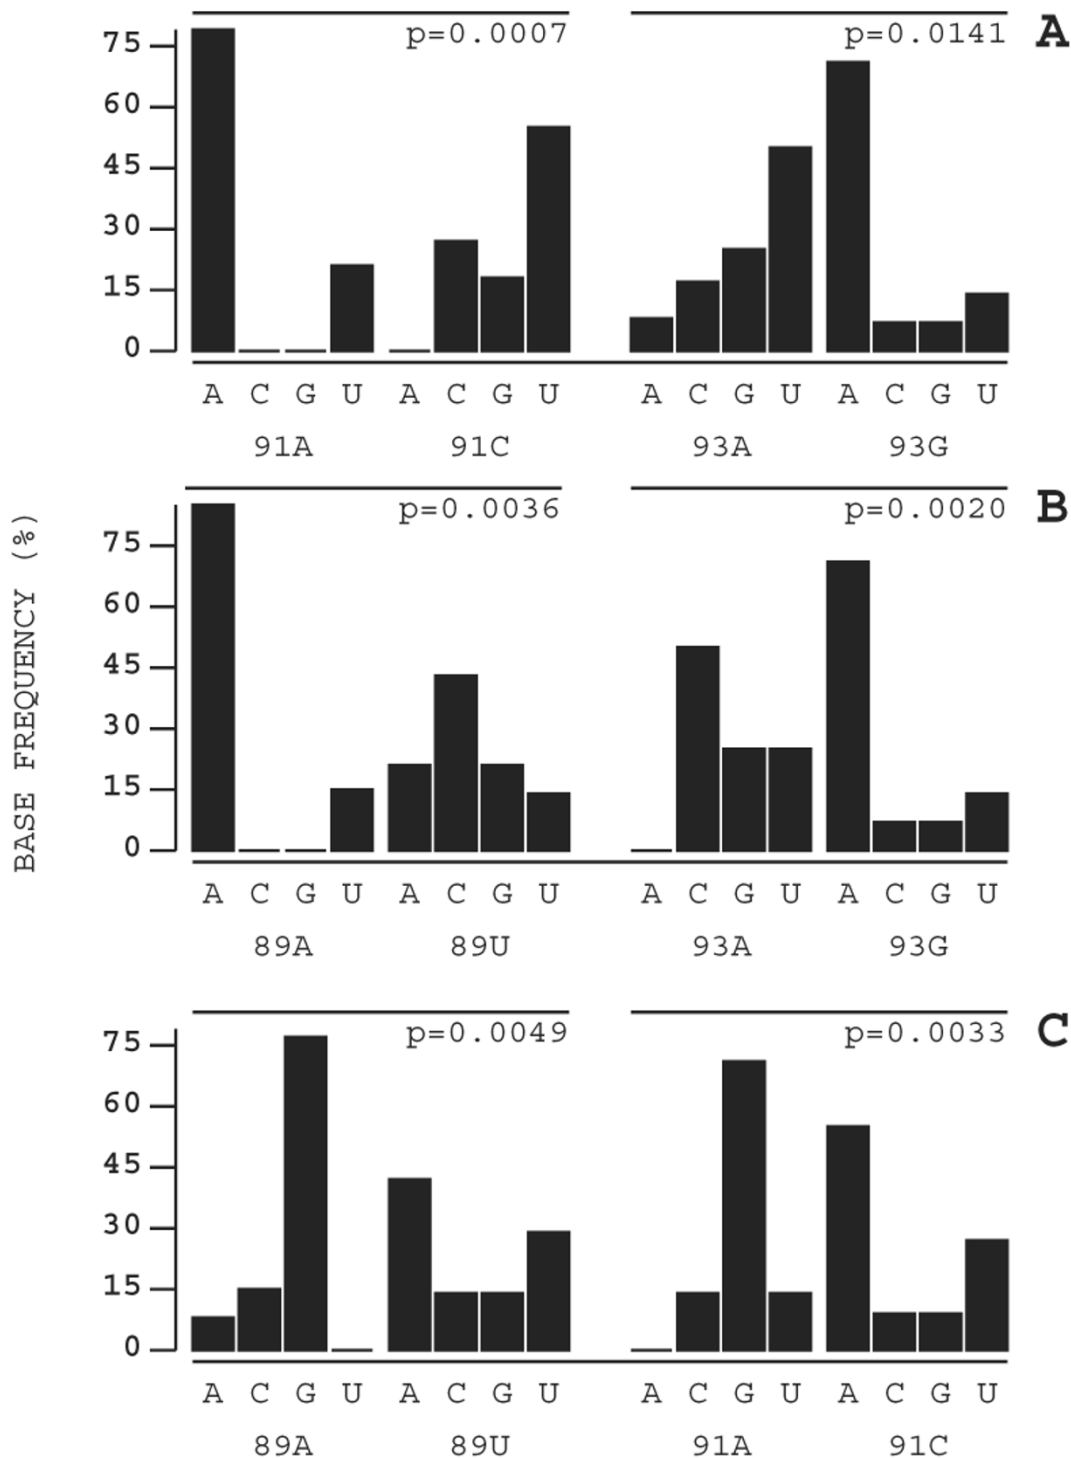 p=0.0007 p=0.0141 A
75
60
45
30
15
0
A C G U A C G U A C G U A C G U
91A 91C 93A 93G
p=0.0036 p=0.0020 B
BASE FREQUENCY (%)
75
60
45
30
15
0
A C G U A C G U A C G U A C G U
89A 89U 93A 93G
p=0.0049 p=0.0033 C
75
60
45
30
15
0
A C G U A C G U A C G U A C G U
89A 89U 91A 91C